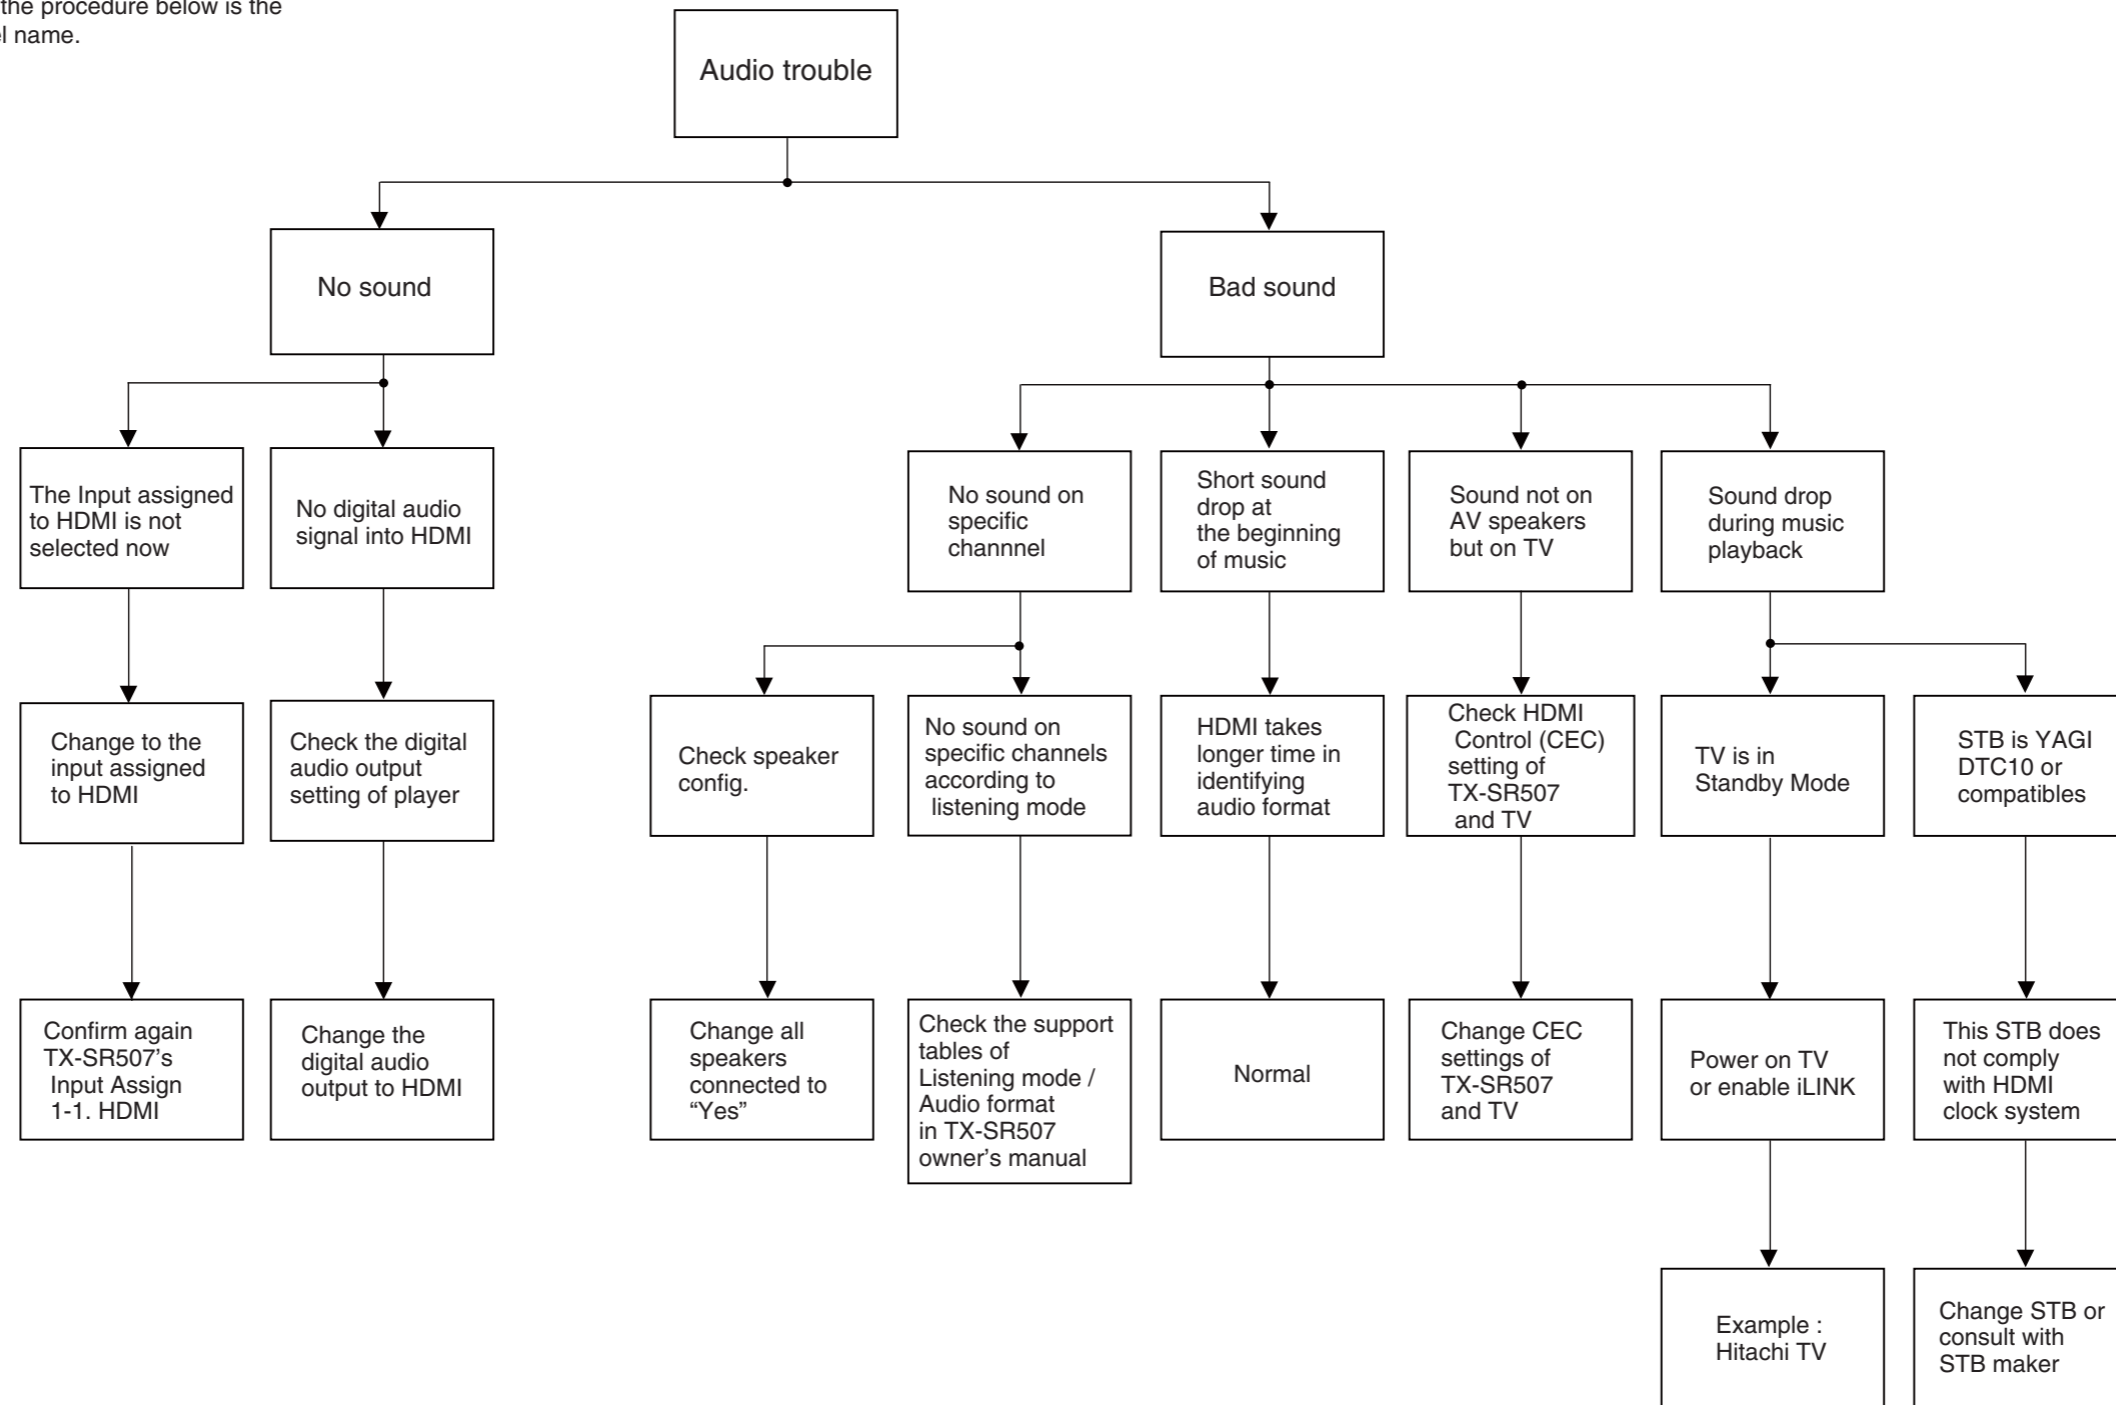 the procedure below is the
el name.
Audio trouble
No sound
Bad sound
The Input assigned
to HDMI is not
selected now
No digital audio
signal into HDMI
No sound on
specific
channnel
Short sound
drop at
the beginning
of music
Sound not on
AV speakers
but on TV
Sound drop
during music
playback
Change to the
input assigned
to HDMI
Check the digital
audio output
setting of player
Check speaker
config.
No sound on
specific channels
according to
listening mode
HDMI takes
longer time in
identifying
audio format
Check HDMI
Control (CEC)
setting of
TX-SR507
and TV
TV is in
Standby Mode
STB is YAGI
DTC10 or
compatibles
Confirm again
TX-SR507’s
Input Assign
1-1. HDMI
Change the
digital audio
output to HDMI
Change all
speakers
connected to
“Yes”
Check the support
tables of
Listening mode /
Audio format
in TX-SR507
owner’s manual
Normal
Change CEC
settings of
TX-SR507
and TV
Power on TV
or enable iLINK
This STB does
not comply
with HDMI
clock system
Example :
Hitachi TV
Change STB or
consult with
STB maker